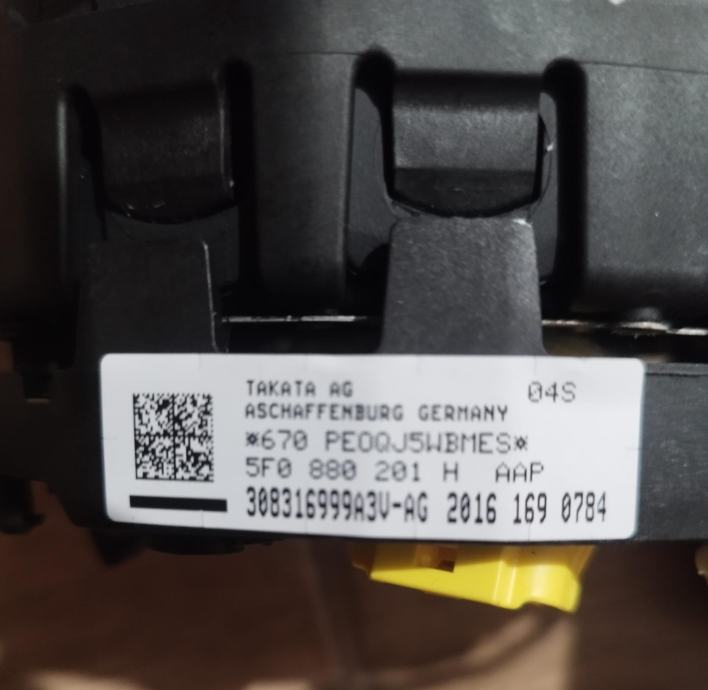 TAKATA AG 04S
ASCHAFFENBURG GERMANY
*670 PEOQJ5WBMES*
5F0 880 201 H AAP
308316999A3V-AG 2016 169 0784